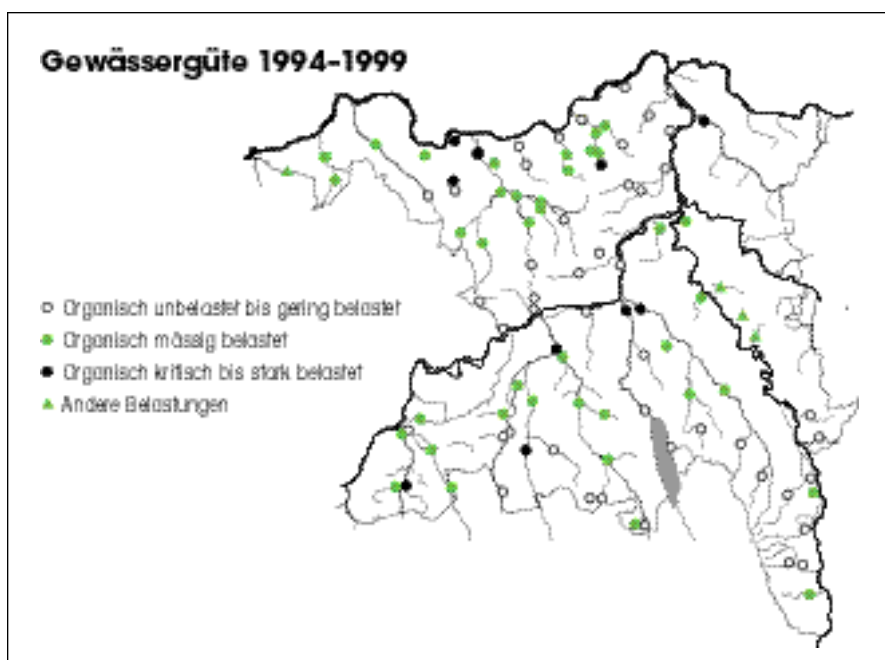 Gewässergüte 1994-1999
Organisch unbelastet bis gering belastet
Organisch mässig belastet
Organisch kritisch bis stark belastet
Andere Belastungen